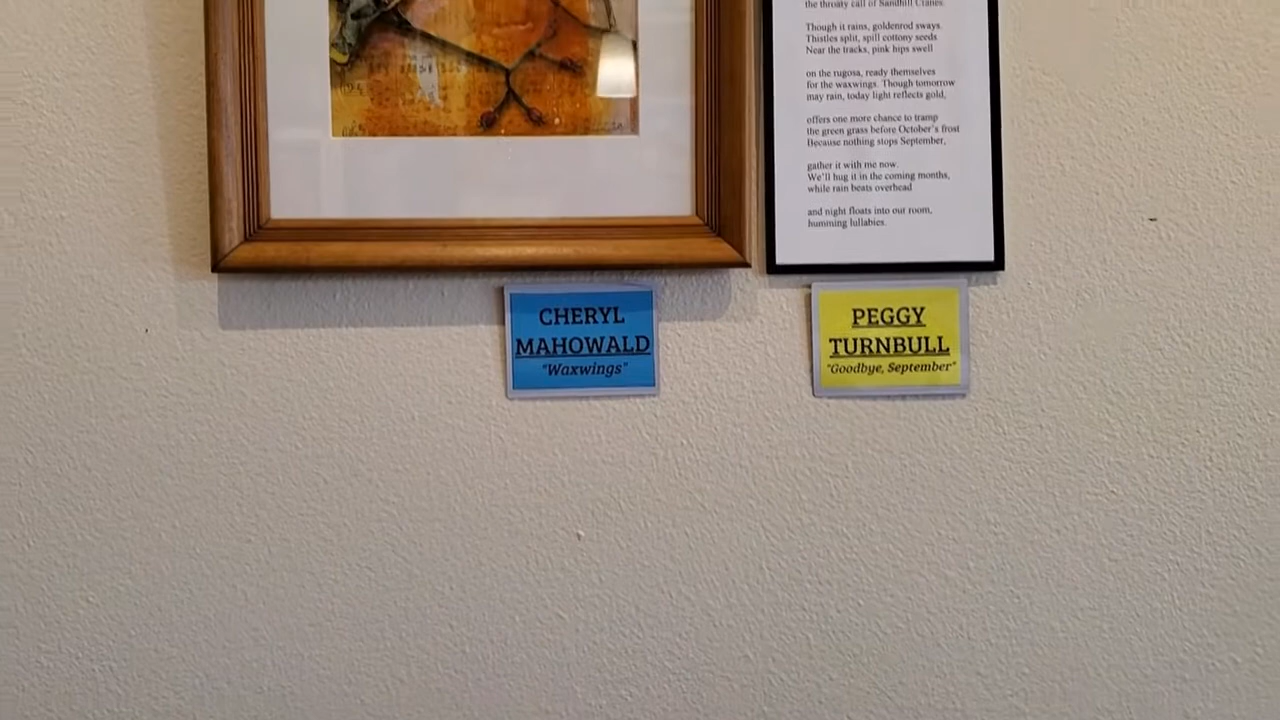 the throaty call of Sandhill Cranes.
Though it rains, goldenrod sways.
Thistles split, spill cottony seeds
Near the tracks, pink hips swell
on the rugosa, ready themselves
for the waxwings. Though tomorrow
may rain, today light reflects gold,
offers one more chance to tramp
the green grass before October's frost
Because nothing stops September,
gather it with me now.
We'll hug it in the coming months,
while rain beats overhead
and night floats into our room,
humming lullabies.
CHERYL
MAHOWALD
"Waxwings"
PEGGY
TURNBULL
"Goodbye, September"